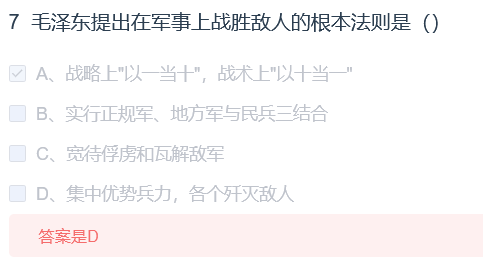 7 毛泽东提出在军事上战胜敌人的根本法则是（）
A、战略上"以一当十"，战术上"以十当一"
B、实行正规军、地方军与民兵三结合
C、宽待俘虏和瓦解敌军
D、集中优势兵力，各个歼灭敌人
答案是D